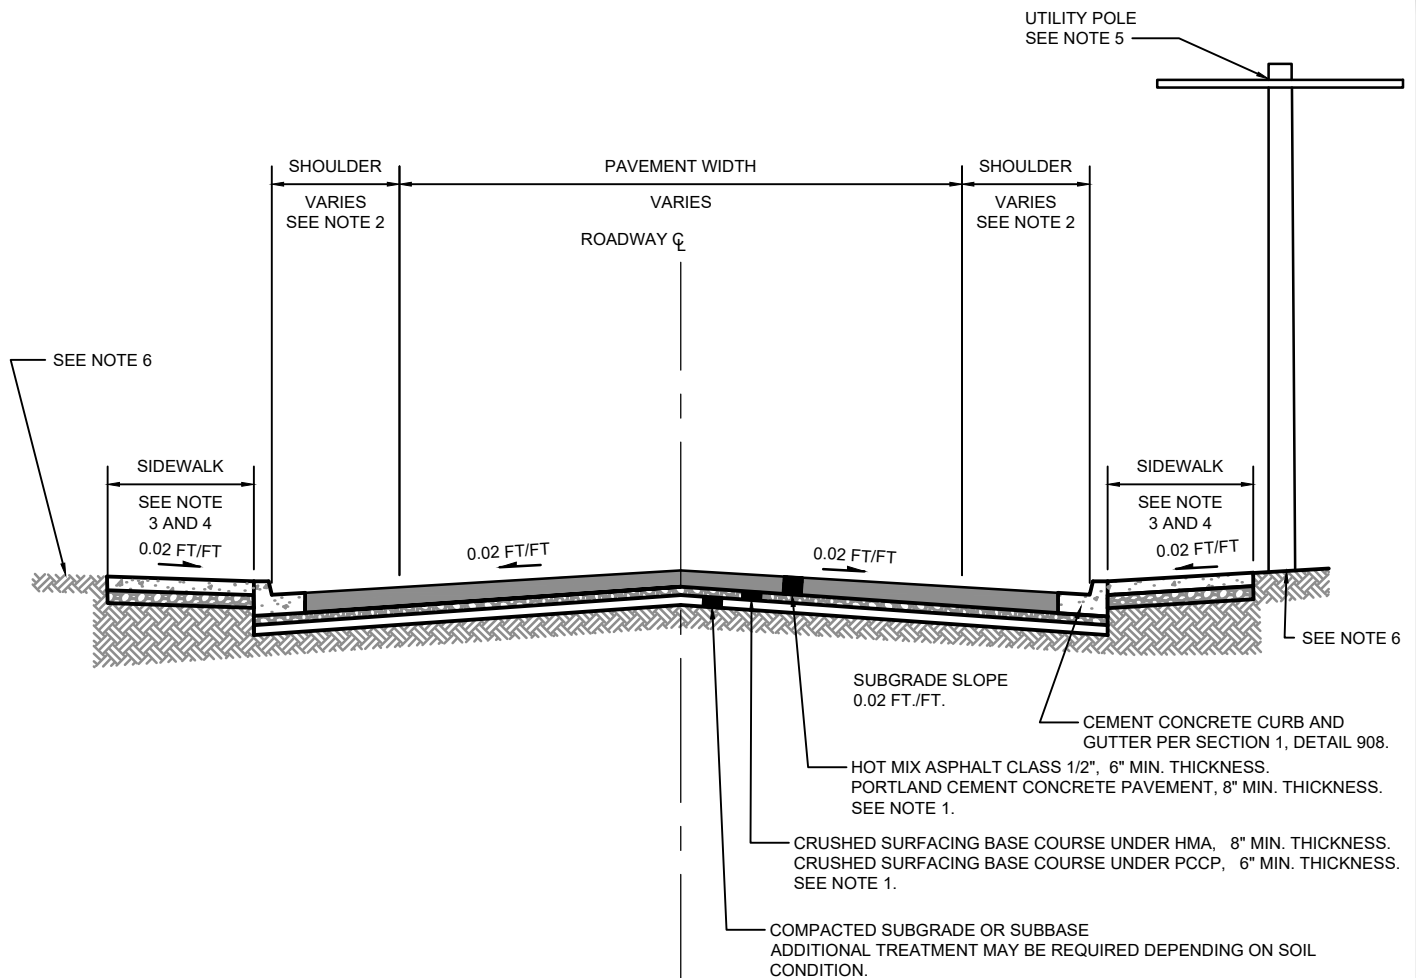 UTILITY POLE
SEE NOTE 5
SHOULDER
VARIES
SEE NOTE 2
PAVEMENT WIDTH
VARIES
SHOULDER
VARIES
SEE NOTE 2
ROADWAY ℄
SEE NOTE 6
SIDEWALK
SEE NOTE
3 AND 4
0.02 FT/FT
0.02 FT/FT
0.02 FT/FT
SIDEWALK
SEE NOTE
3 AND 4
0.02 FT/FT
SEE NOTE 6
SUBGRADE SLOPE
0.02 FT./FT.
CEMENT CONCRETE CURB AND
GUTTER PER SECTION 1, DETAIL 908.
HOT MIX ASPHALT CLASS 1/2", 6" MIN. THICKNESS.
PORTLAND CEMENT CONCRETE PAVEMENT, 8" MIN. THICKNESS.
SEE NOTE 1.
CRUSHED SURFACING BASE COURSE UNDER HMA, 8" MIN. THICKNESS.
CRUSHED SURFACING BASE COURSE UNDER PCCP, 6" MIN. THICKNESS.
SEE NOTE 1.
COMPACTED SUBGRADE OR SUBBASE
ADDITIONAL TREATMENT MAY BE REQUIRED DEPENDING ON SOIL
CONDITION.